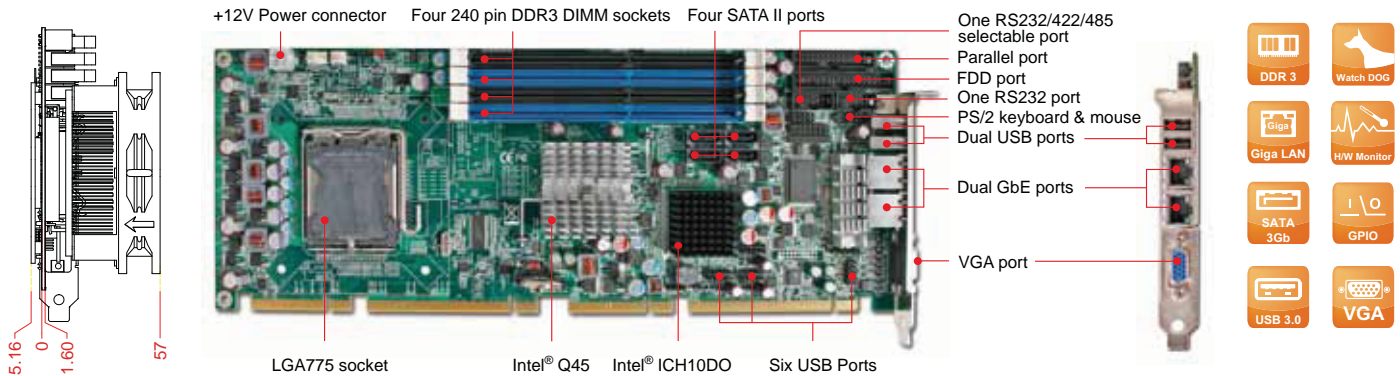 +12V Power connector
Four 240 pin DDR3 DIMM sockets
Four SATA II ports
One RS232/422/485
selectable port
Parallel port
FDD port
One RS232 port
PS/2 keyboard & mouse
Dual USB ports
Dual GbE ports
VGA port
LGA775 socket
Intel® Q45
Intel® ICH10DO
Six USB Ports
5.16
0
1.60
57
DDR 3
Watch DOG
Giga
Giga LAN
H/W Monitor
SATA
3Gb
I \ O
GPIO
USB 3.0
VGA